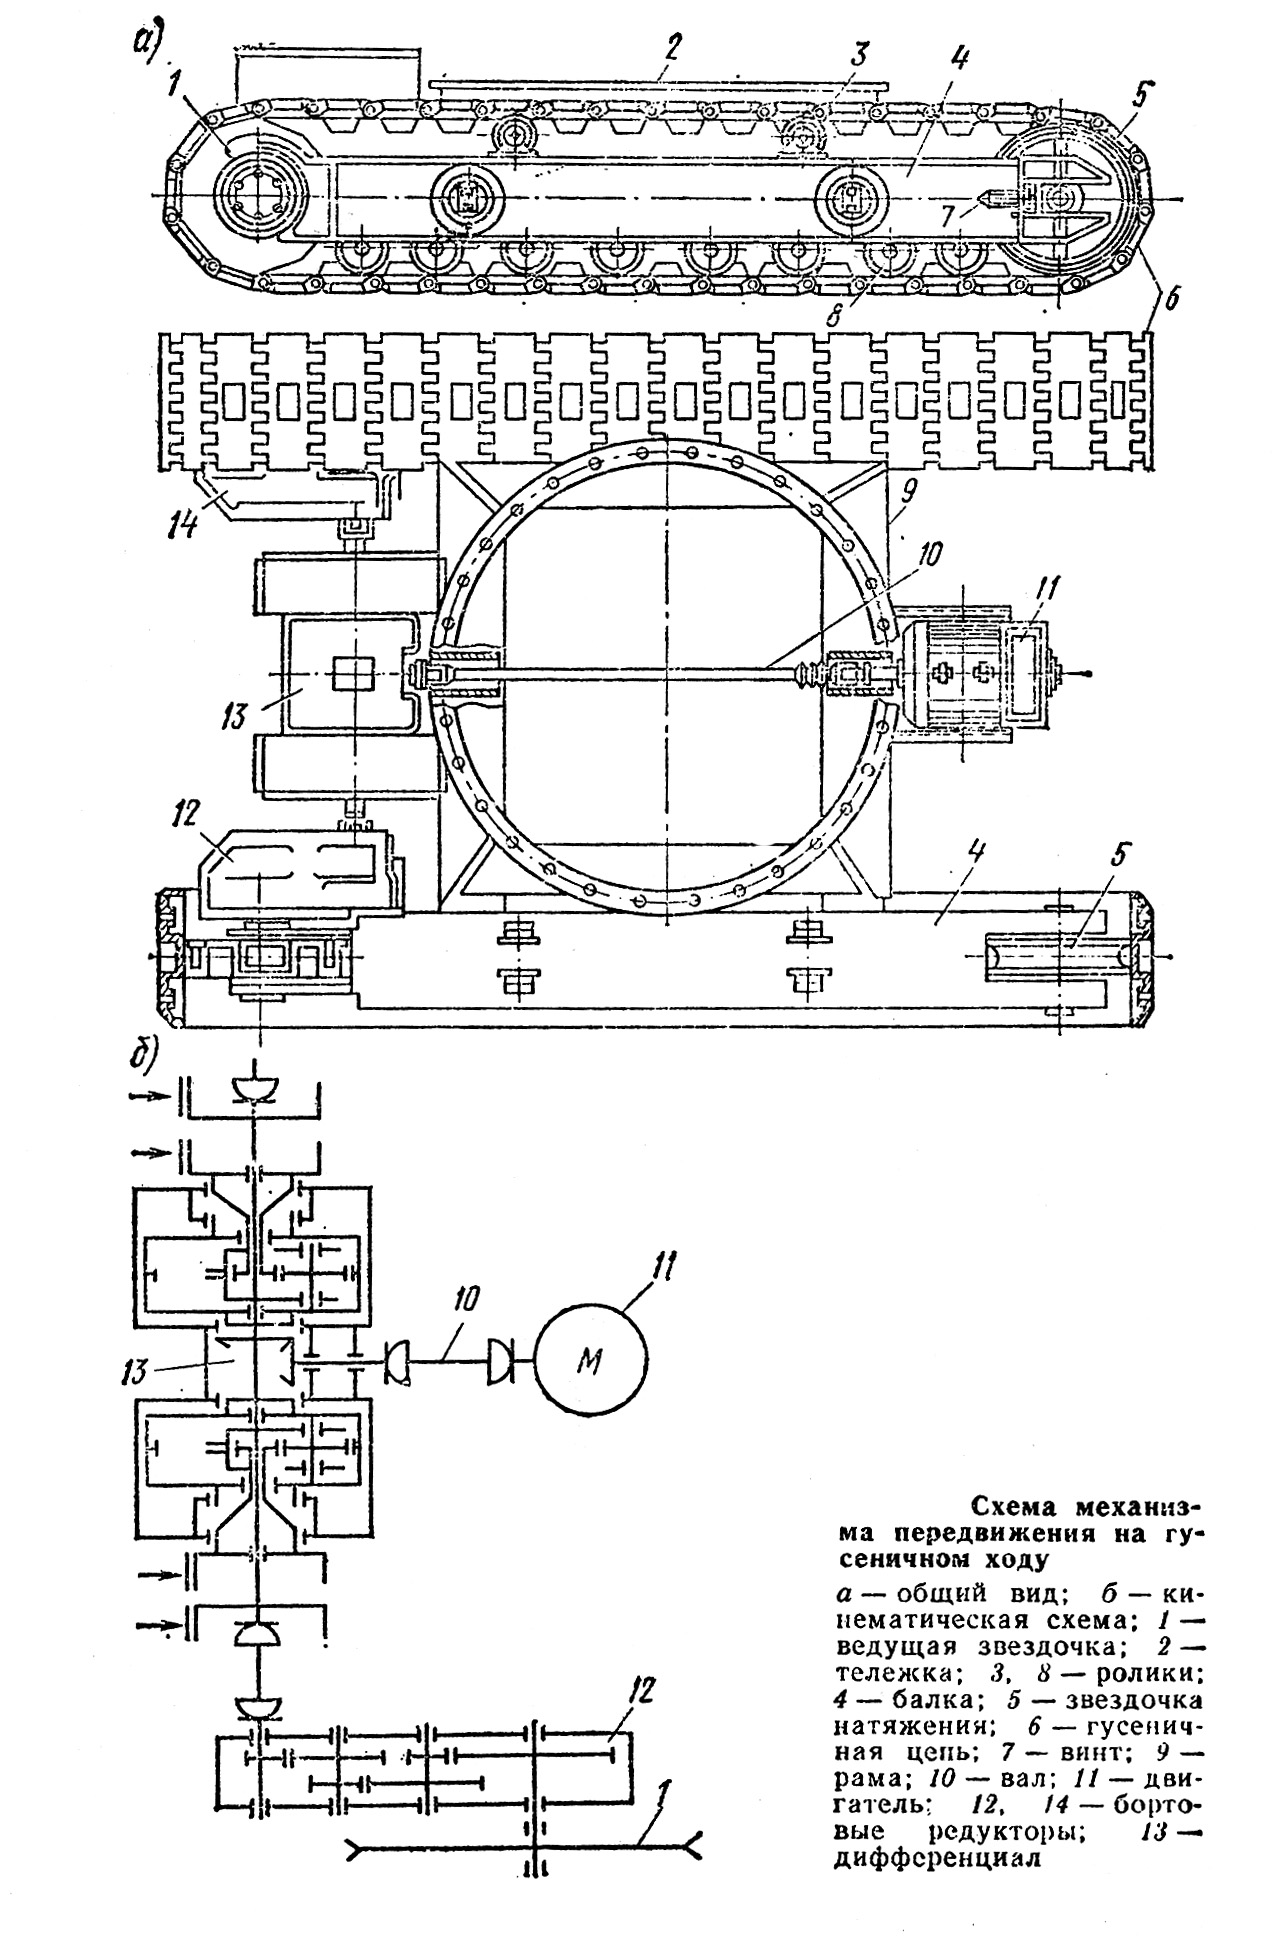 а)
1
2
3
4
5
7
8
6
14
9
10
11
13
12
4
5
б)
11
10
М
13
12
1
Схема механиз-
ма передвижения на гу-
сеничном ходу
а — общий вид; б — ки-
нематическая схема; 1 —
ведущая звездочка; 2 —
тележка; 3, 8 — ролики;
4 — балка; 5 — звездочка
натяжения; 6 — гусенич-
ная цепь; 7 — винт; 9 —
рама; 10 — вал; 11 — дви-
гатель; 12, 14 — борто-
вые редукторы; 13 —
дифференциал